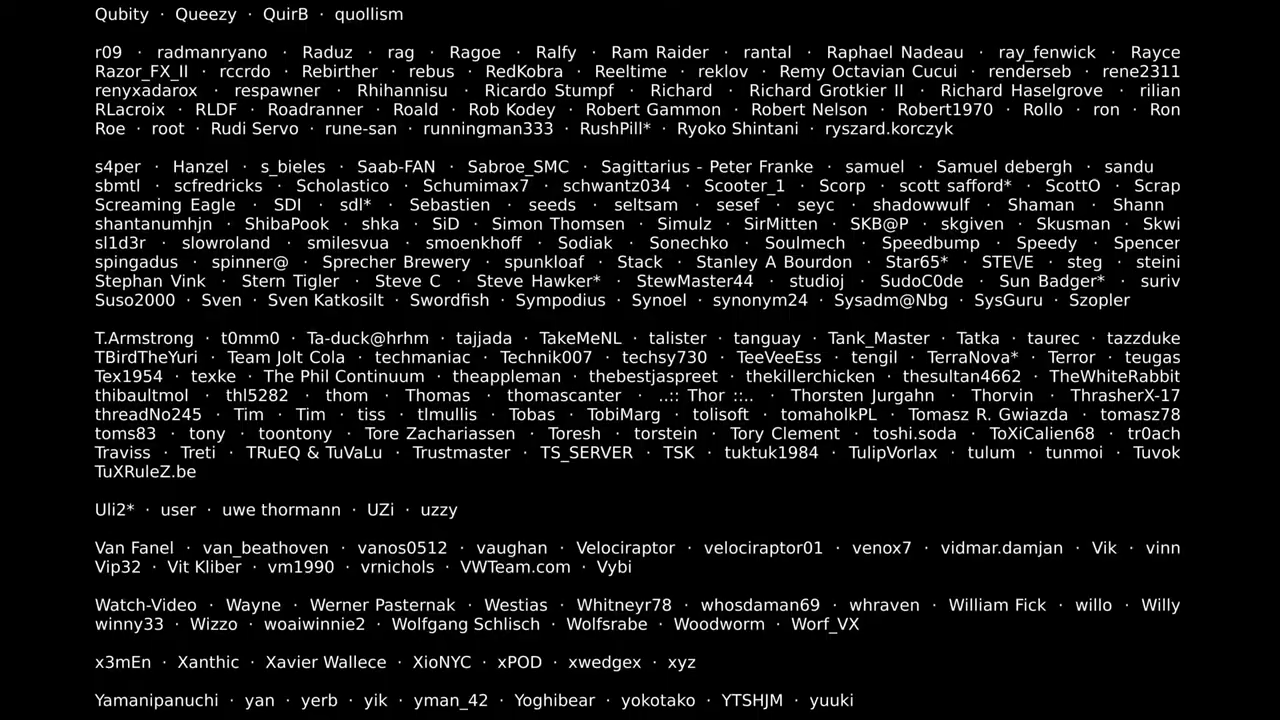 Qubity · Queezy · QuirB · quollism
r09 · radmanryano · Raduz · rag · Ragoe · Ralfy · Ram Raider · rantal · Raphael Nadeau · ray_fenwick · Rayce
Razor_FX_II · rccrdo · Rebirther · rebus · RedKobra · Reeltime · reklov · Remy Octavian Cucui · renderseb · rene2311
renyxadarox · respawner · Rhihannisu · Ricardo Stumpf · Richard · Richard Grotkier II · Richard Haselgrove · rilian
RLacroix · RLDF · Roadranner · Roald · Rob Kodey · Robert Gammon · Robert Nelson · Robert1970 · Rollo · ron · Ron
Roe · root · Rudi Servo · rune-san · runningman333 · RushPill* · Ryoko Shintani · ryszard.korczyk
s4per · Hanzel · s_bieles · Saab-FAN · Sabroe_SMC · Sagittarius - Peter Franke · samuel · Samuel debergh · sandu
sbmtl · scfredricks · Scholastico · Schumimax7 · schwantz034 · Scooter_1 · Scorp · scott safford* · ScottO · Scrap
Screaming Eagle · SDI · sdl* · Sebastien · seeds · seltsam · sesef · seyc · shadowwulf · Shaman · Shann
shantanumhjn · ShibaPook · shka · SiD · Simon Thomsen · Simulz · SirMitten · SKB@P · skgiven · Skusman · Skwi
sl1d3r · slowroland · smilesvua · smoenkhoff · Sodiak · Sonechko · Soulmech · Speedbump · Speedy · Spencer
spingadus · spinner@ · Sprecher Brewery · spunkloaf · Stack · Stanley A Bourdon · Star65* · STE\/E · steg · steini
Stephan Vink · Stern Tigler · Steve C · Steve Hawker* · StewMaster44 · studioj · SudoC0de · Sun Badger* · suriv
Suso2000 · Sven · Sven Katkosilt · Swordfish · Sympodius · Synoel · synonym24 · Sysadm@Nbg · SysGuru · Szopler
T.Armstrong · t0mm0 · Ta-duck@hrhm · tajjada · TakeMeNL · talister · tanguay · Tank_Master · Tatka · taurec · tazzduke
TBirdTheYuri · Team Jolt Cola · techmaniac · Technik007 · techsy730 · TeeVeeEss · tengil · TerraNova* · Terror · teugas
Tex1954 · texke · The Phil Continuum · theappleman · thebestjaspreet · thekillerchicken · thesultan4662 · TheWhiteRabbit
thibaultmol · thl5282 · thom · Thomas · thomascanter · ..:: Thor ::.. · Thorsten Jurgahn · Thorvin · ThrasherX-17
threadNo245 · Tim · Tim · tiss · tlmullis · Tobas · TobiMarg · tolisoft · tomaholkPL · Tomasz R. Gwiazda · tomasz78
toms83 · tony · toontony · Tore Zachariassen · Toresh · torstein · Tory Clement · toshi.soda · ToXiCalien68 · tr0ach
Traviss · Treti · TRuEQ & TuVaLu · Trustmaster · TS_SERVER · TSK · tuktuk1984 · TulipVorlax · tulum · tunmoi · Tuvok
TuXRuleZ.be
Uli2* · user · uwe thormann · UZi · uzzy
Van Fanel · van_beathoven · vanos0512 · vaughan · Velociraptor · velociraptor01 · venox7 · vidmar.damjan · Vik · vinn
Vip32 · Vit Kliber · vm1990 · vrnichols · VWTeam.com · Vybi
Watch-Video · Wayne · Werner Pasternak · Westias · Whitneyr78 · whosdaman69 · whraven · William Fick · willo · Willy
winny33 · Wizzo · woaiwinnie2 · Wolfgang Schlisch · Wolfsrabe · Woodworm · Worf_VX
x3mEn · Xanthic · Xavier Wallece · XioNYC · xPOD · xwedgex · xyz
Yamanipanuchi · yan · yerb · yik · yman_42 · Yoghibear · yokotako · YTSHJM · yuuki